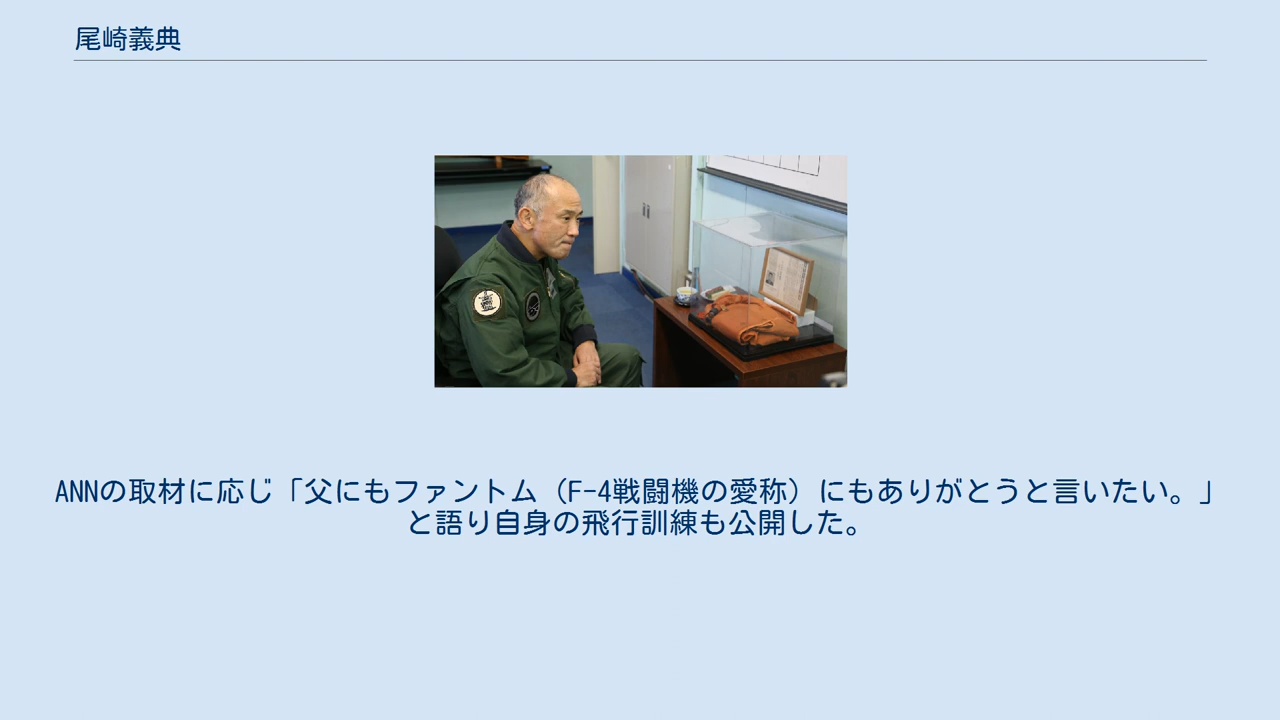 尾崎義典
ANNの取材に応じ「父にもファントム（F-4戦闘機の愛称）にもありがとうと言いたい。」
と語り自身の飛行訓練も公開した。